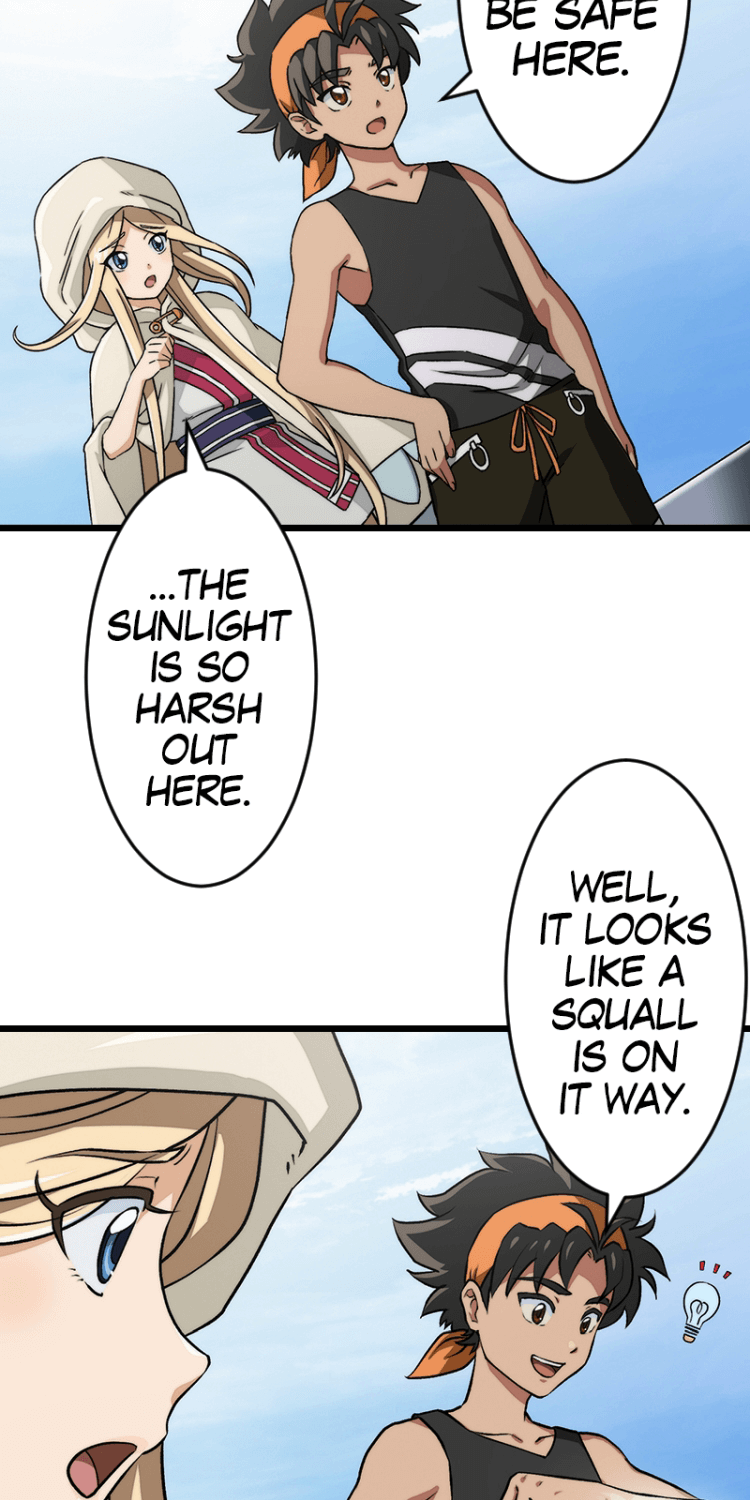 BE SAFE
HERE.
...THE
SUNLIGHT
IS SO
HARSH
OUT
HERE.
WELL,
IT LOOKS
LIKE A
SQUALL
IS ON
IT WAY.